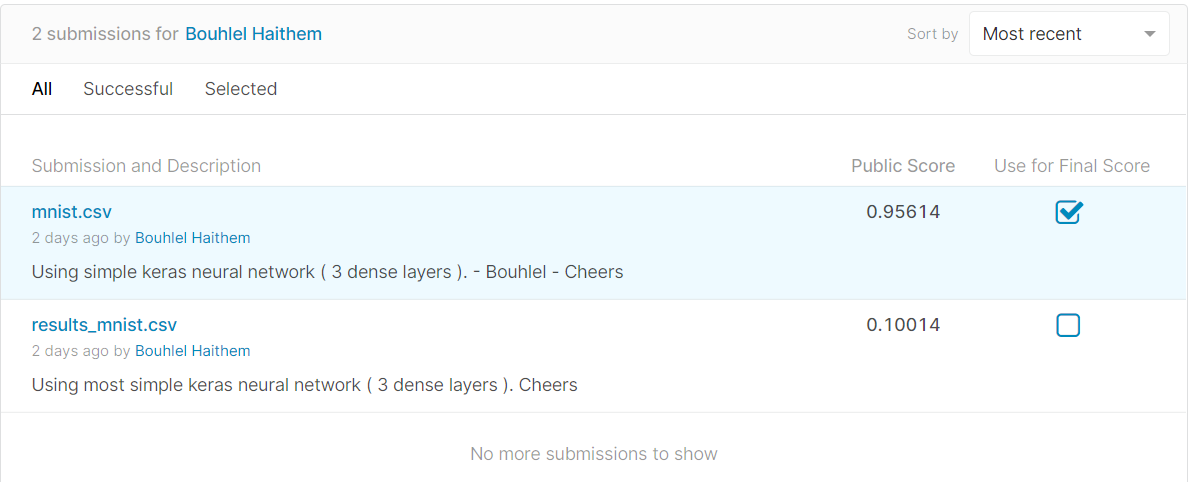 2 submissions for Bouhlel Haithem
Sort by Most recent
All Successful Selected
Submission and Description Public Score Use for Final Score
mnist.csv 0.95614
2 days ago by Bouhlel Haithem
Using simple keras neural network ( 3 dense layers ). - Bouhlel - Cheers
results_mnist.csv 0.10014
2 days ago by Bouhlel Haithem
Using most simple keras neural network ( 3 dense layers ). Cheers
No more submissions to show